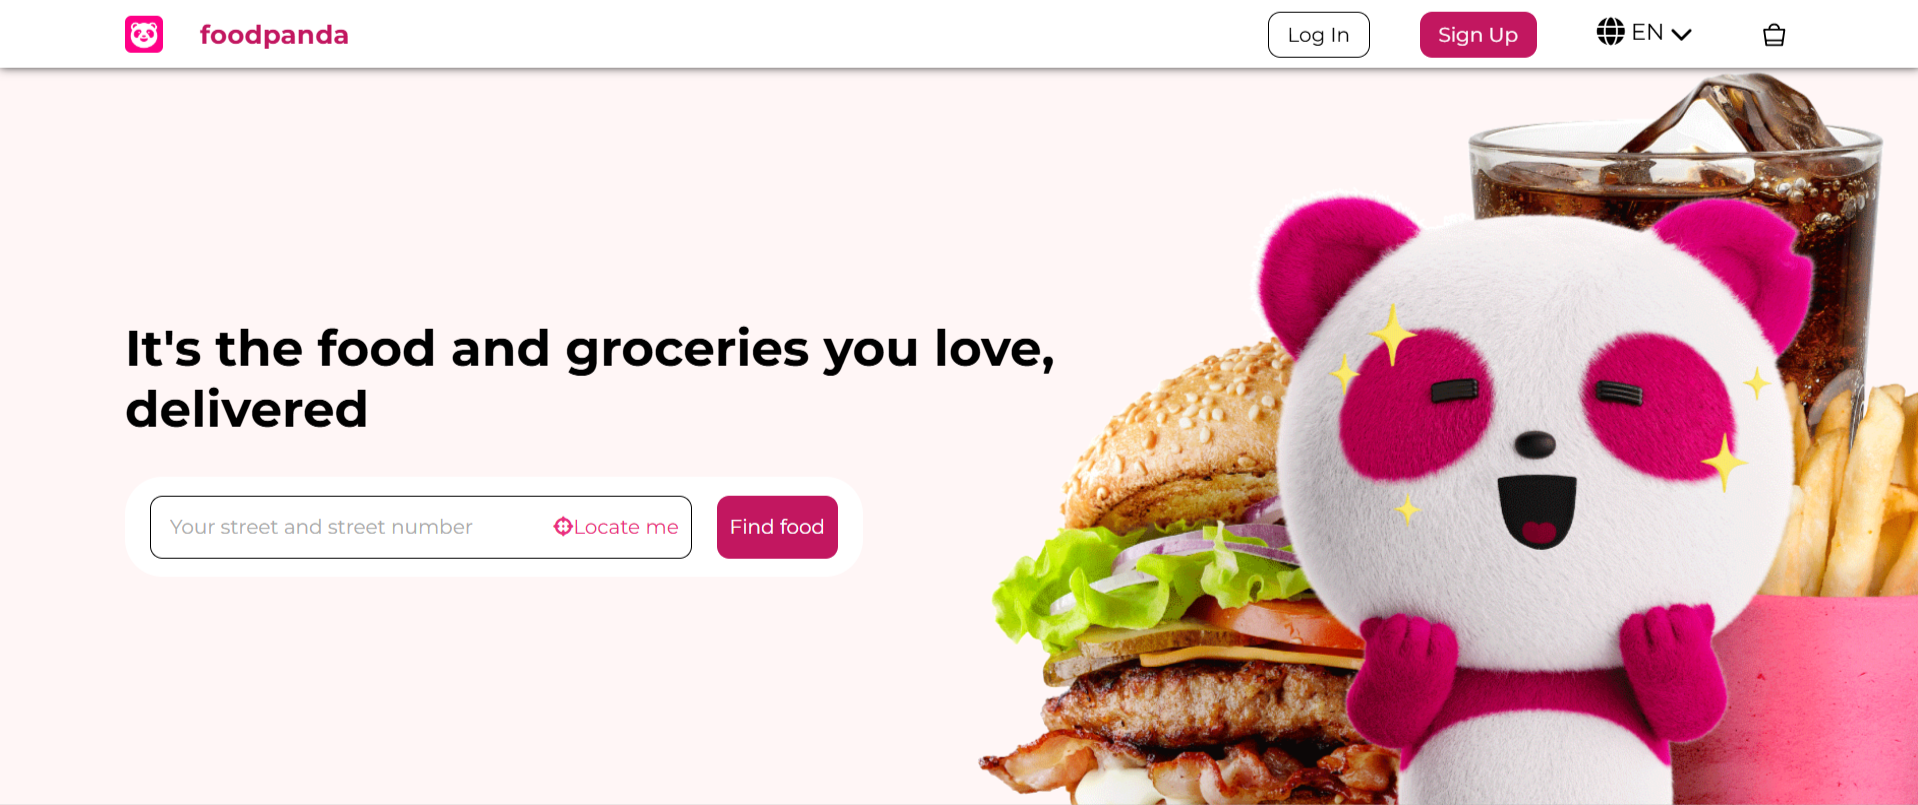 foodpanda
Log In
Sign Up
EN
It's the food and groceries you love,
delivered
Your street and street number
Locate me
Find food